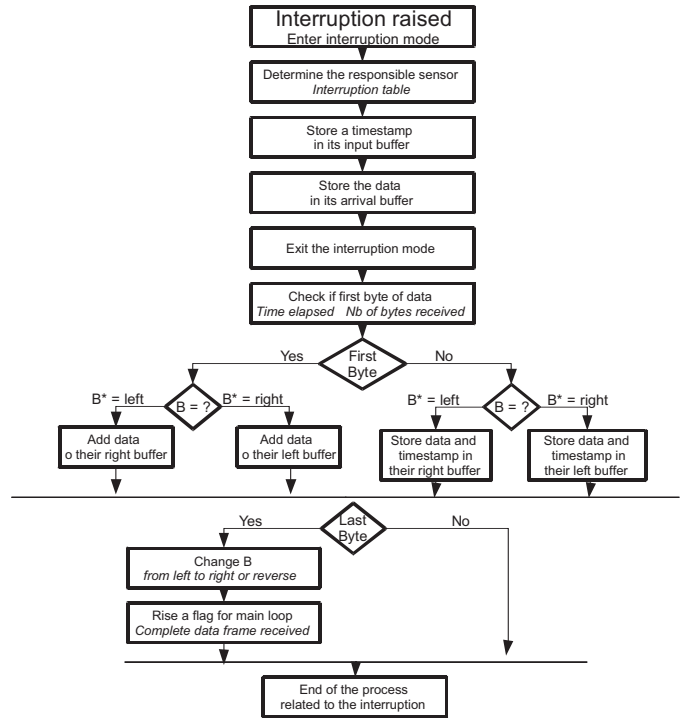 Interruption raised
Enter interruption mode
Determine the responsible sensor
Interruption table
Store a timestamp
in its input buffer
Store the data
in its arrival buffer
Exit the interruption mode
Check if first byte of data
Time elapsed Nb of bytes received
Yes
First
Byte
No
B* = left
B = ?
B* = right
B* = left
B = ?
B* = right
Add data
o their right buffer
Add data
o their left buffer
Store data and
timestamp in
their right buffer
Store data and
timestamp in
their left buffer
Yes
Last
Byte
No
Change B
from left to right or reverse
Rise a flag for main loop
Complete data frame received
End of the process
related to the interruption